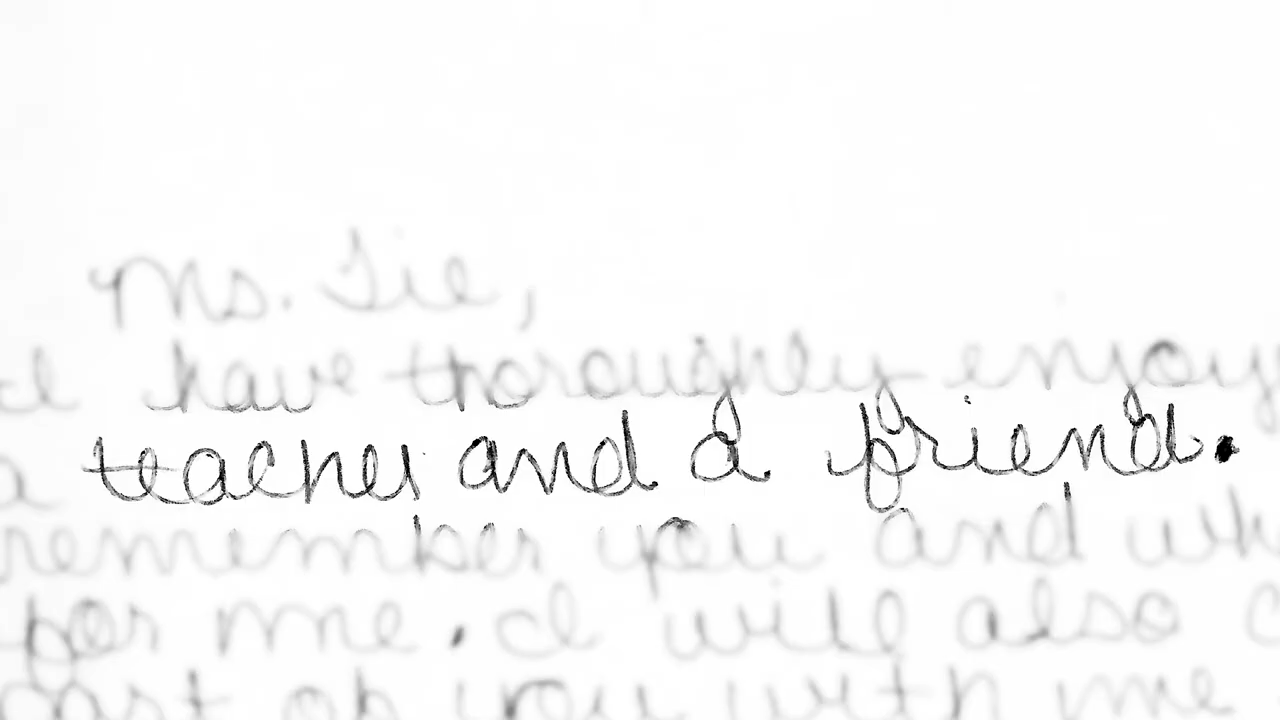 Ms. Tie,
I have thoroughly enjoy
a teacher and a friend.
remember you and wh
for me. I will also c
part of you with me